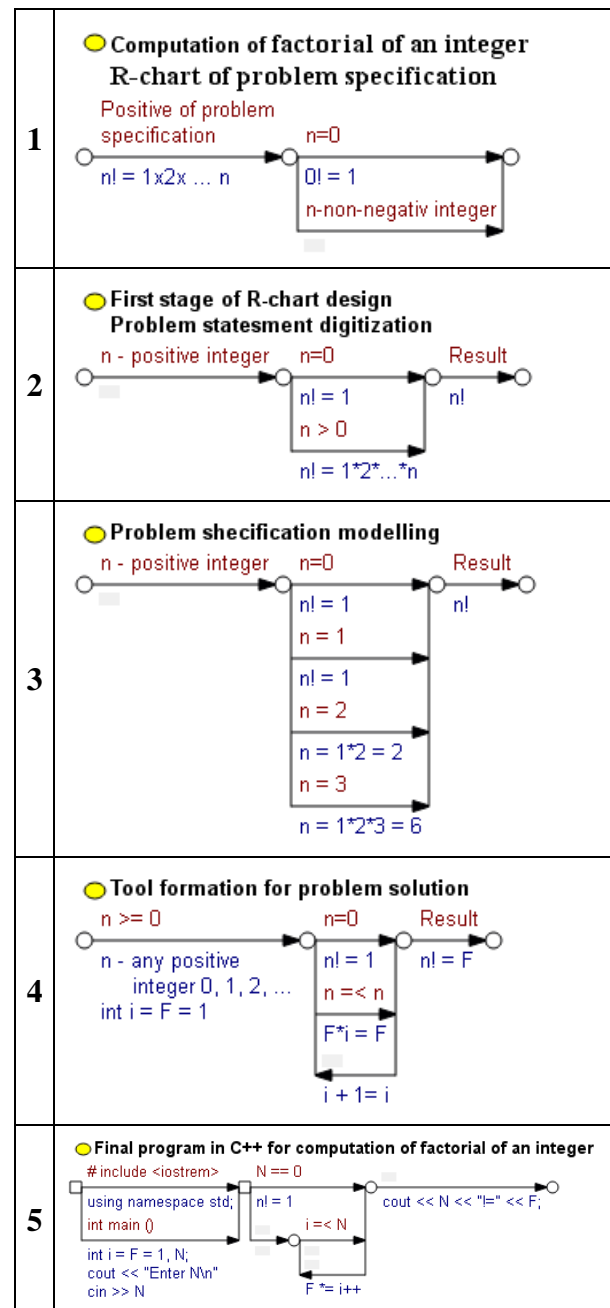 1
Computation of factorial of an integer
R-chart of problem specification
Positive of problem
specification
n=0
n! = 1x2x ... n
0! = 1
n-non-negativ integer
2
First stage of R-chart design
Problem statesment digitization
n - positive integer
n=0
Result
n! = 1
n!
n > 0
n! = 1*2*...*n
3
Problem shecification modelling
n - positive integer
n=0
Result
n! = 1
n!
n = 1
n! = 1
n = 2
n = 1*2 = 2
n = 3
n = 1*2*3 = 6
4
Tool formation for problem solution
n >= 0
n=0
Result
n - any positive
integer 0, 1, 2, ...
int i = F = 1
n! = 1
n! = F
n =< n
F*i = F
i + 1= i
5
Final program in C++ for computation of factorial of an integer
# include <iostrem>
N == 0
using namespace std;
n! = 1
cout << N << "!=" << F;
int main ()
i =< N
int i = F = 1, N;
cout << "Enter N\n"
cin >> N
F *= i++